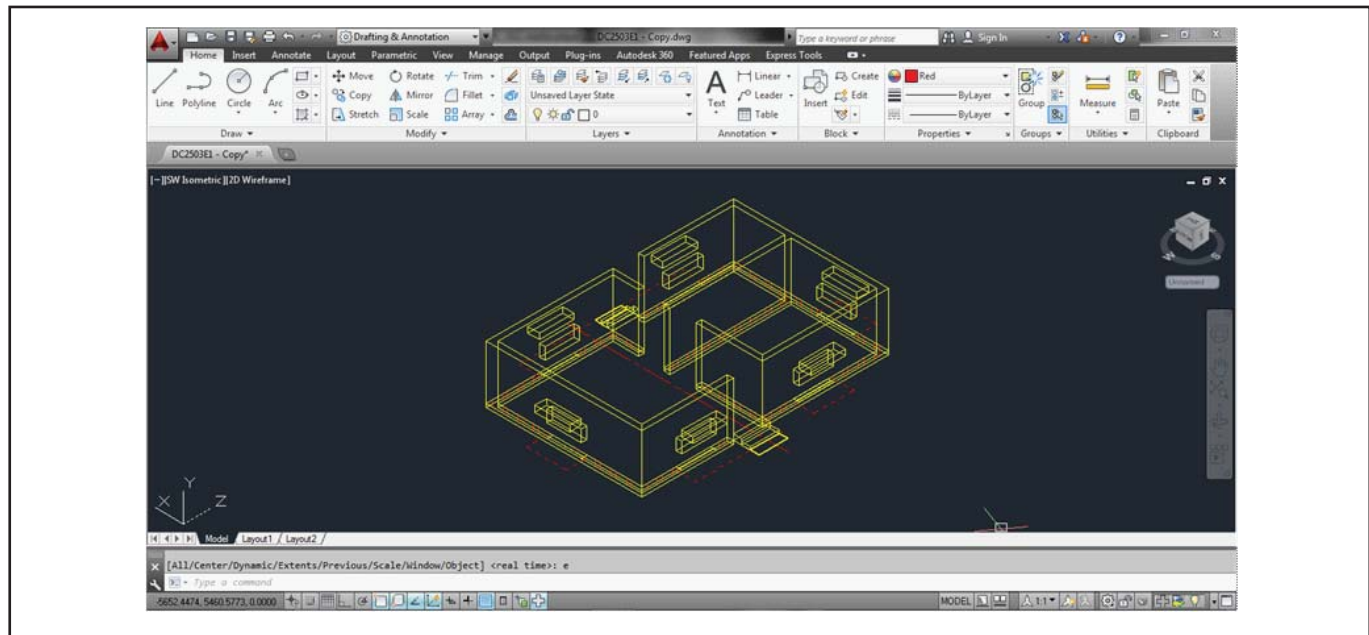 Drafting & Annotation DC2503E1 - Copy.dwg Type a keyword or phrase Sign In
Home Insert Annotate Layout Parametric View Manage Output Plug-ins Autodesk 360 Featured Apps Express Tools
Move Rotate Trim Linear Create Red
Copy Mirror Fillet Unsaved Layer State Leader Edit ByLayer
Line Polyline Circle Arc Text Insert Group Measure Paste
Stretch Scale Array 0 Table ByLayer
Draw Modify Layers Annotation Block Properties Groups Utilities Clipboard
DC2503E1 - Copy*
[-][SW Isometric][2D Wireframe]
Unnamed
Y
X Z
Model Layout1 Layout2
[All/Center/Dynamic/Extents/Previous/Scale/Window/Object] <real time>: e
Type a command
-5652.4474, 5460.5773, 0.0000 MODEL 1:1